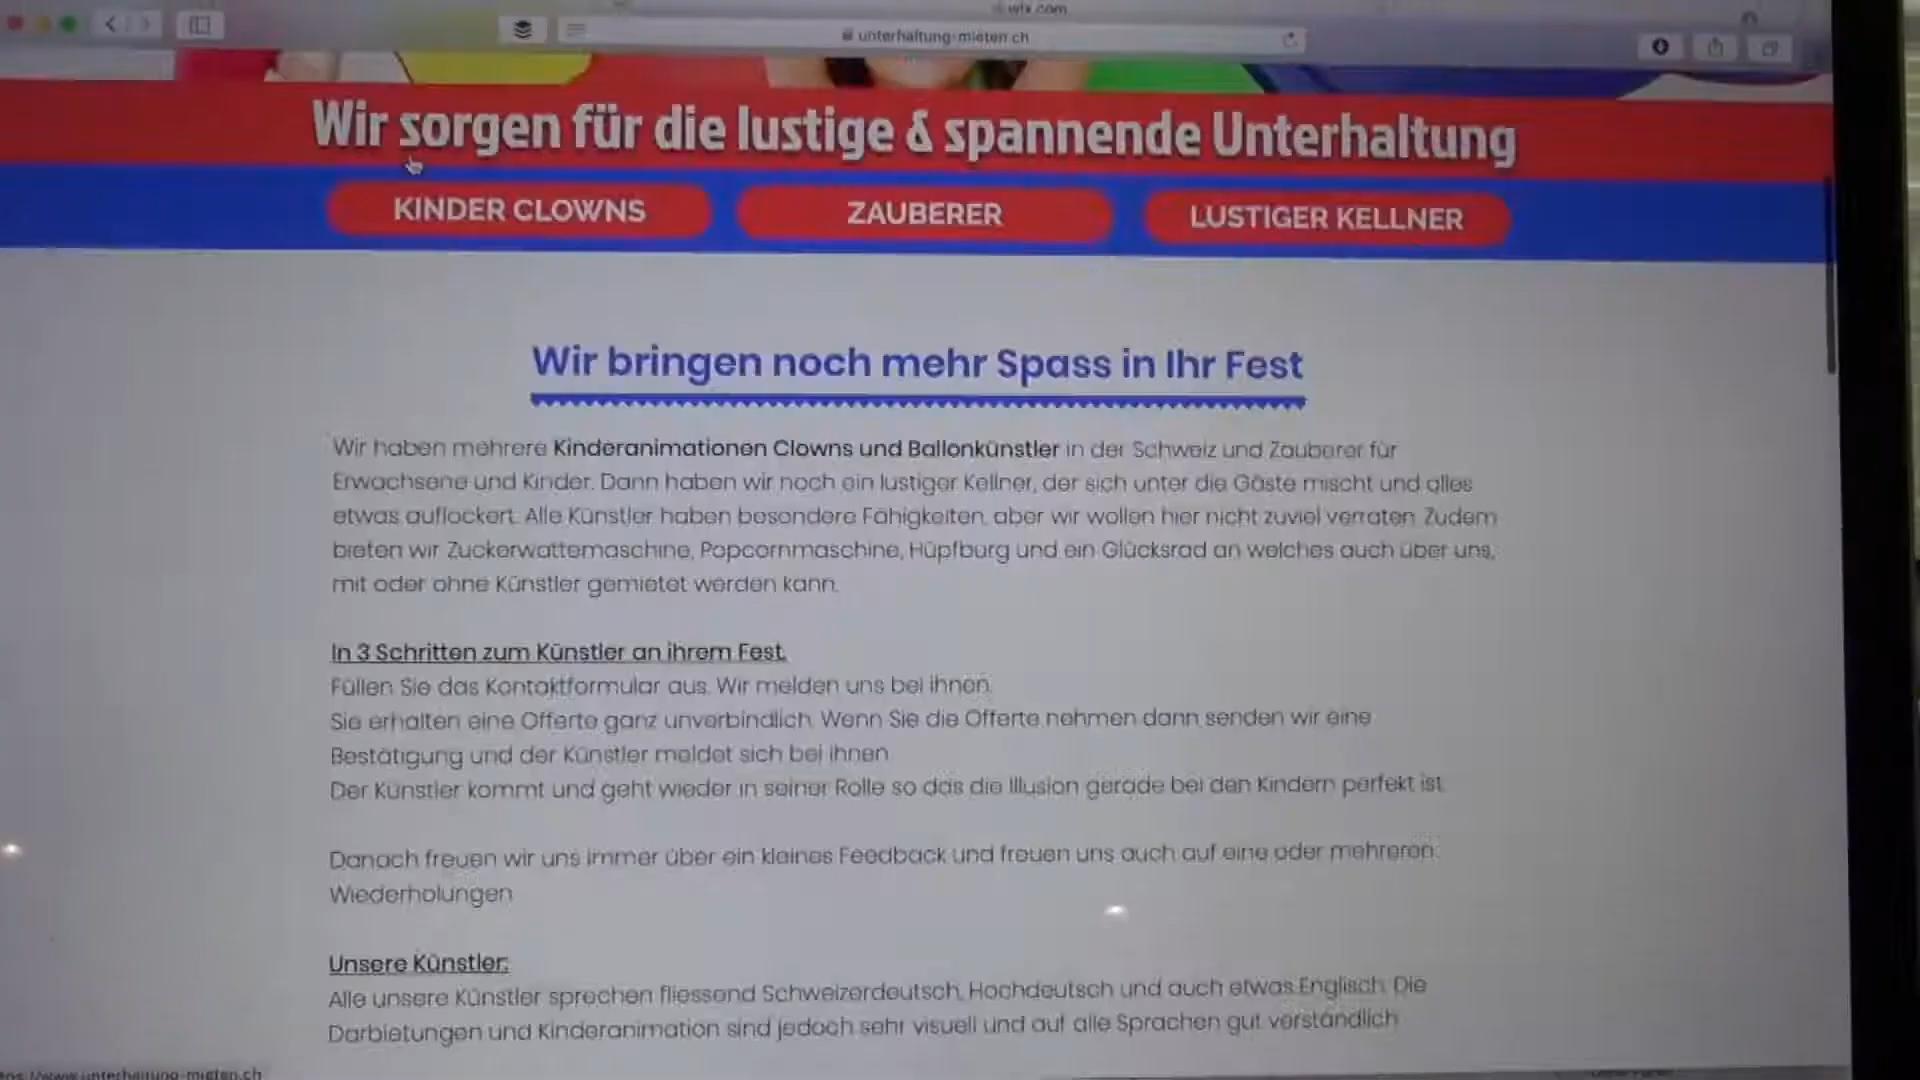 wix.com
unterhaltung-mieten.ch
Wir sorgen für die lustige & spannende Unterhaltung
KINDER CLOWNS
ZAUBERER
LUSTIGER KELLNER
Wir bringen noch mehr Spass in Ihr Fest
Wir haben mehrere Kinderanimationen Clowns und Ballonkünstler in der Schweiz und Zauberer für
Erwachsene und Kinder. Dann haben wir noch ein lustiger Kellner, der sich unter die Gäste mischt und alles
etwas auflockert. Alle Künstler haben besondere Fähigkeiten, aber wir wollen hier nicht zuviel verraten. Zudem
bieten wir Zuckerwattemaschine, Popcornmaschine, Hüpfburg und ein Glücksrad an welches auch über uns,
mit oder ohne Künstler gemietet werden kann.
In 3 Schritten zum Künstler an ihrem Fest.
Füllen Sie das Kontaktformular aus. Wir melden uns bei ihnen.
Sie erhalten eine Offerte ganz unverbindlich. Wenn Sie die Offerte nehmen dann senden wir eine
Bestätigung und der Künstler meldet sich bei ihnen.
Der Künstler kommt und geht wieder in seiner Rolle so das die Illusion gerade bei den Kindern perfekt ist.
Danach freuen wir uns immer über ein kleines Feedback und freuen uns auch auf eine oder mehreren
Wiederholungen
Unsere Künstler:
Alle unsere Künstler sprechen fliessend Schweizerdeutsch, Hochdeutsch und auch etwas Englisch. Die
Darbietungen und Kinderanimation sind jedoch sehr visuell und auf alle Sprachen gut verständlich
www.unterhaltung-mieten.ch